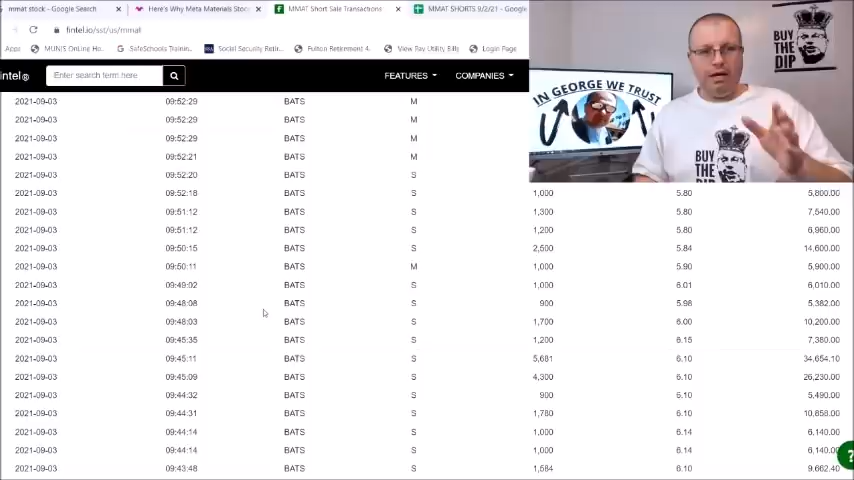 mmat stock - Google Search
Here's Why Meta Materials Stoc
MMAT Short Sale Transactions
MMAT SHORTS 9/2/21 - Google
fintel.io/sst/us/mmat
Apps
MUNIS OnLine Ho...
SafeSchools Trainin...
Social Security Retir...
Fulton Retirement 4...
View Pay Utility Billy
Login Page
intel®
Enter search term here
FEATURES
COMPANIES
IN GEORGE WE TRUST
BUY
THE
DIP
BUY
THE
DIP
2021-09-03 09:52:29 BATS M
2021-09-03 09:52:29 BATS M
2021-09-03 09:52:29 BATS M
2021-09-03 09:52:21 BATS M
2021-09-03 09:52:20 BATS S
2021-09-03 09:52:18 BATS S 1,000 5.80 5,800.00
2021-09-03 09:51:12 BATS S 1,300 5.80 7,540.00
2021-09-03 09:51:12 BATS S 1,200 5.80 6,960.00
2021-09-03 09:50:15 BATS S 2,500 5.84 14,600.00
2021-09-03 09:50:11 BATS M 1,000 5.90 5,900.00
2021-09-03 09:49:02 BATS S 1,000 6.01 6,010.00
2021-09-03 09:48:08 BATS S 900 5.98 5,382.00
2021-09-03 09:48:03 BATS S 1,700 6.00 10,200.00
2021-09-03 09:45:35 BATS S 1,200 6.15 7,380.00
2021-09-03 09:45:11 BATS S 5,681 6.10 34,654.10
2021-09-03 09:45:09 BATS S 4,300 6.10 26,230.00
2021-09-03 09:44:32 BATS S 900 6.10 5,490.00
2021-09-03 09:44:31 BATS S 1,780 6.10 10,858.00
2021-09-03 09:44:14 BATS S 1,000 6.14 6,140.00
2021-09-03 09:44:14 BATS S 1,000 6.14 6,140.00
2021-09-03 09:43:48 BATS S 1,584 6.10 9,662.40
?